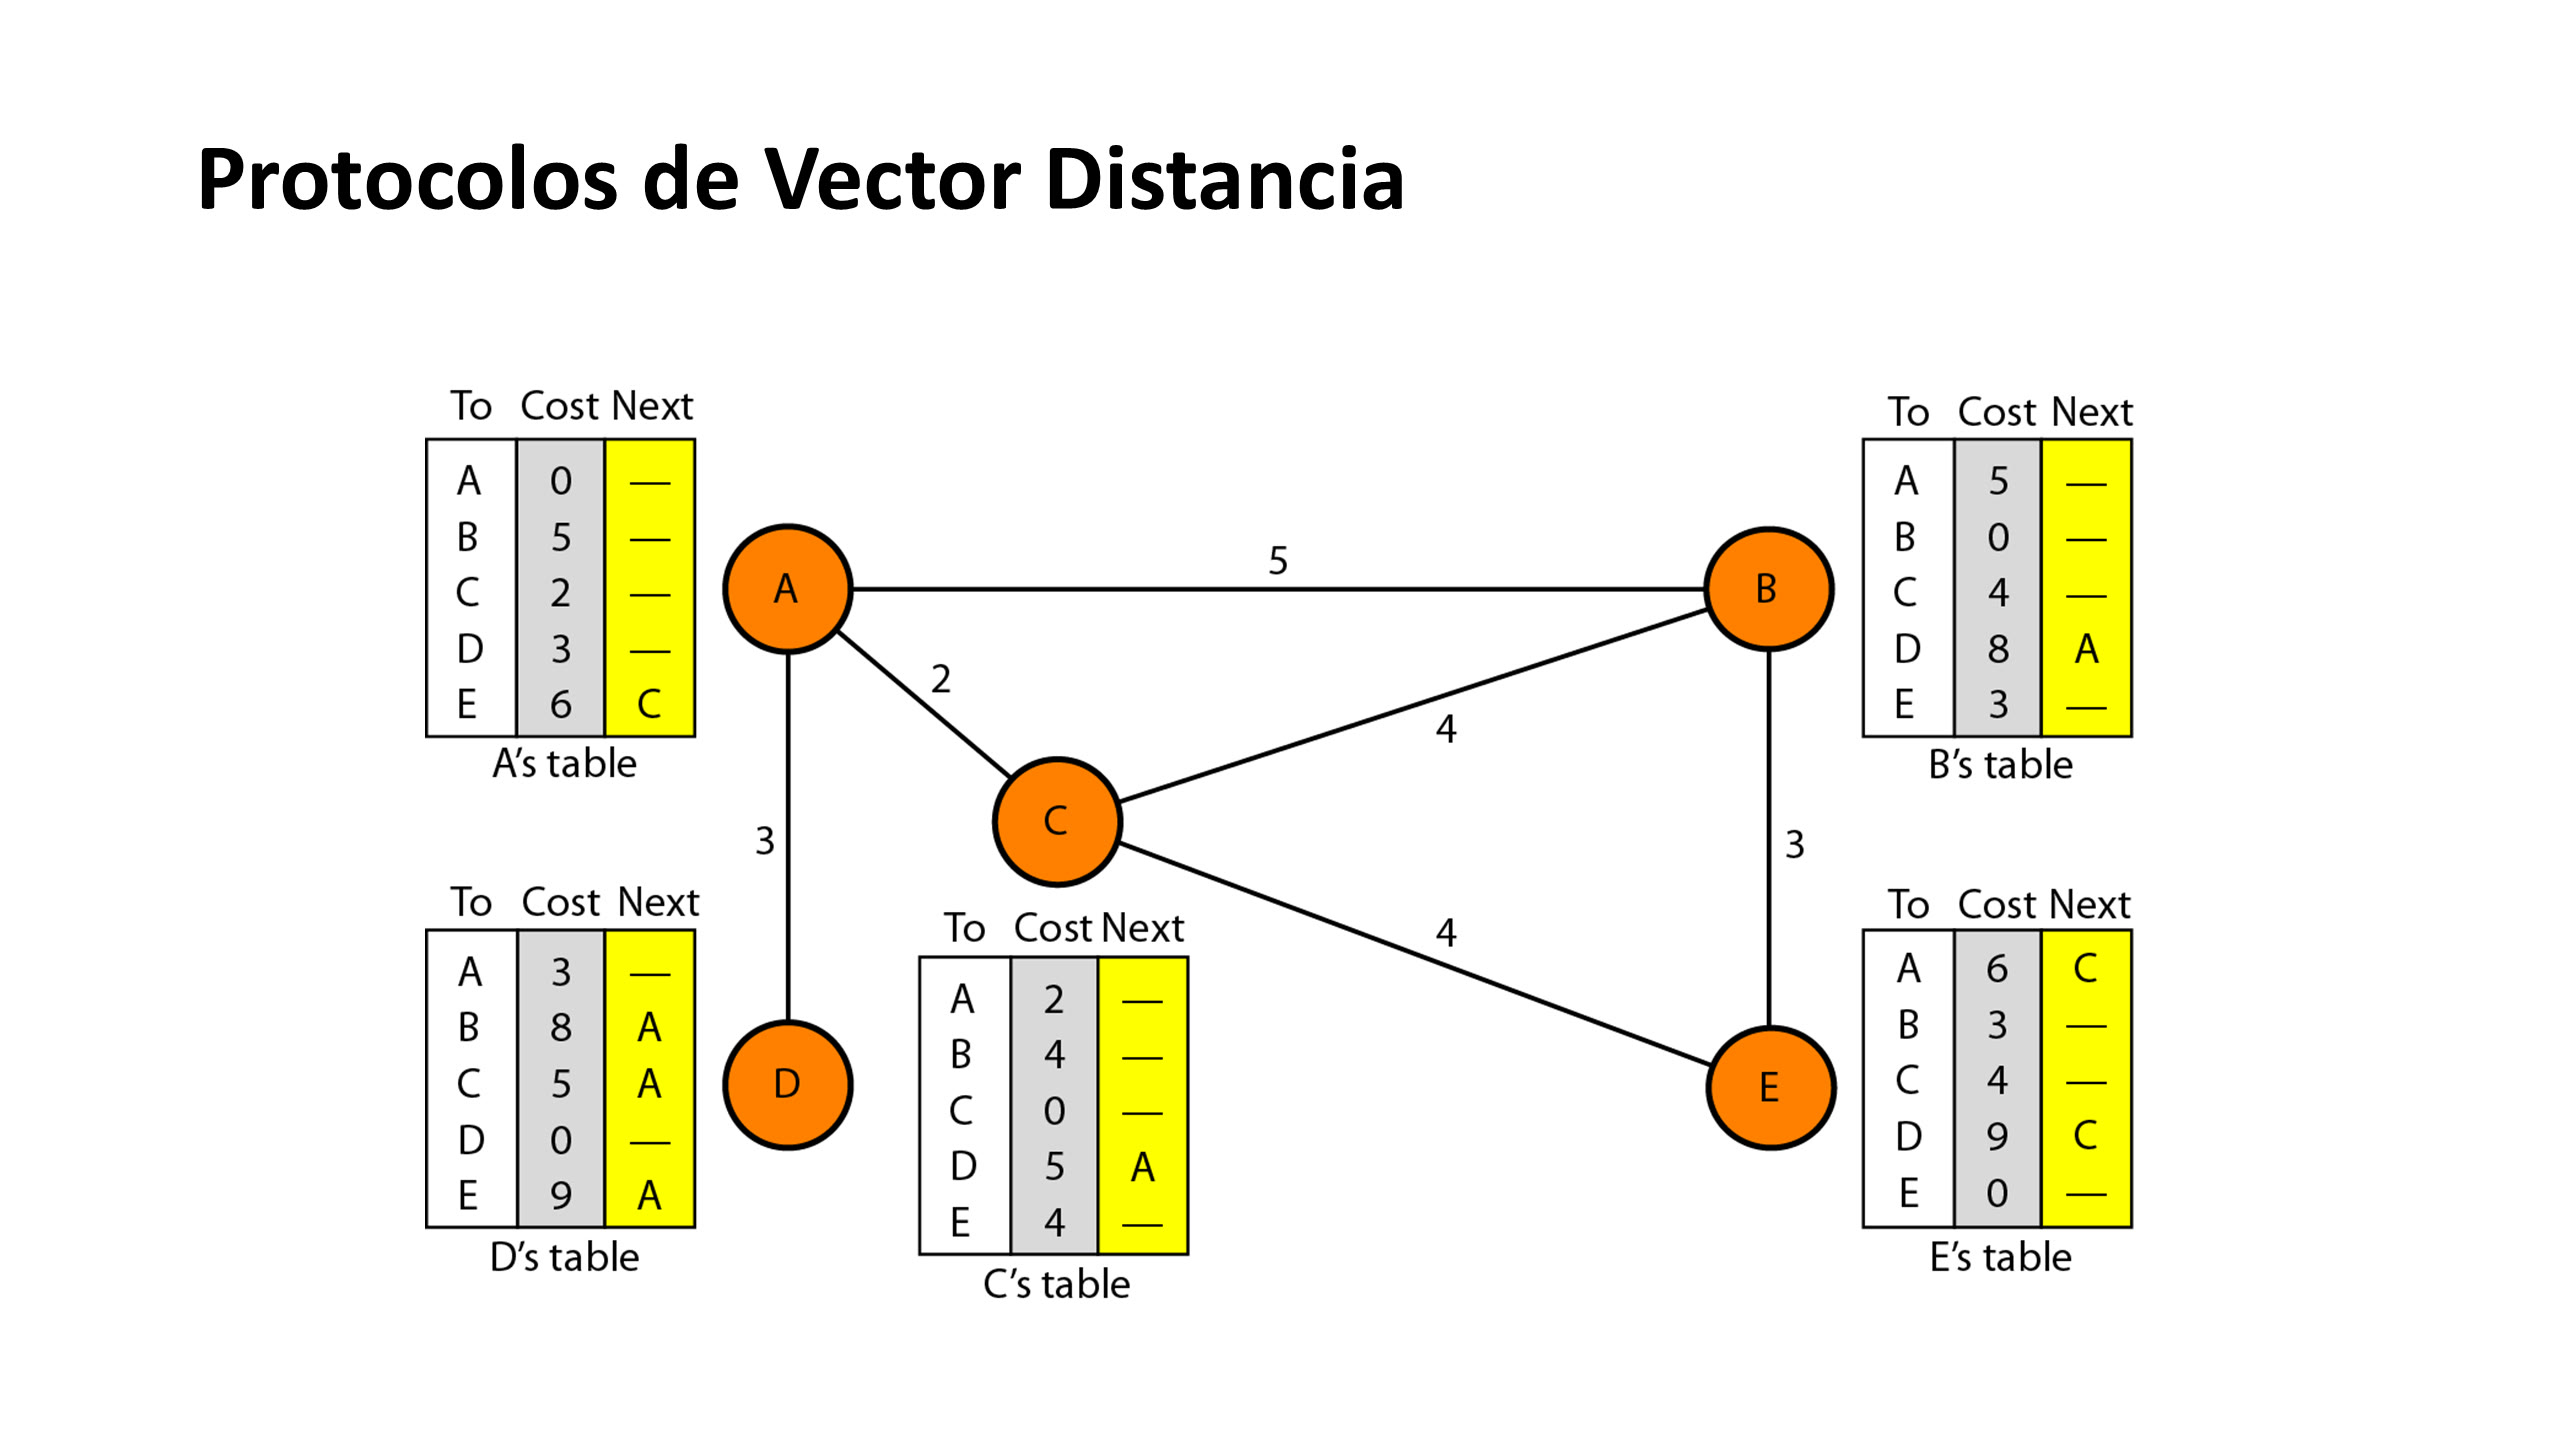 Protocolos de Vector Distancia
To Cost Next
A 0 —
B 5 —
C 2 —
D 3 —
E 6 C
A’s table
To Cost Next
A 5 —
B 0 —
C 4 —
D 8 A
E 3 —
B’s table
A
B
C
D
E
5
2
4
3
3
4
To Cost Next
A 3 —
B 8 A
C 5 A
D 0 —
E 9 A
D’s table
To Cost Next
A 2 —
B 4 —
C 0 —
D 5 A
E 4 —
C’s table
To Cost Next
A 6 C
B 3 —
C 4 —
D 9 C
E 0 —
E’s table